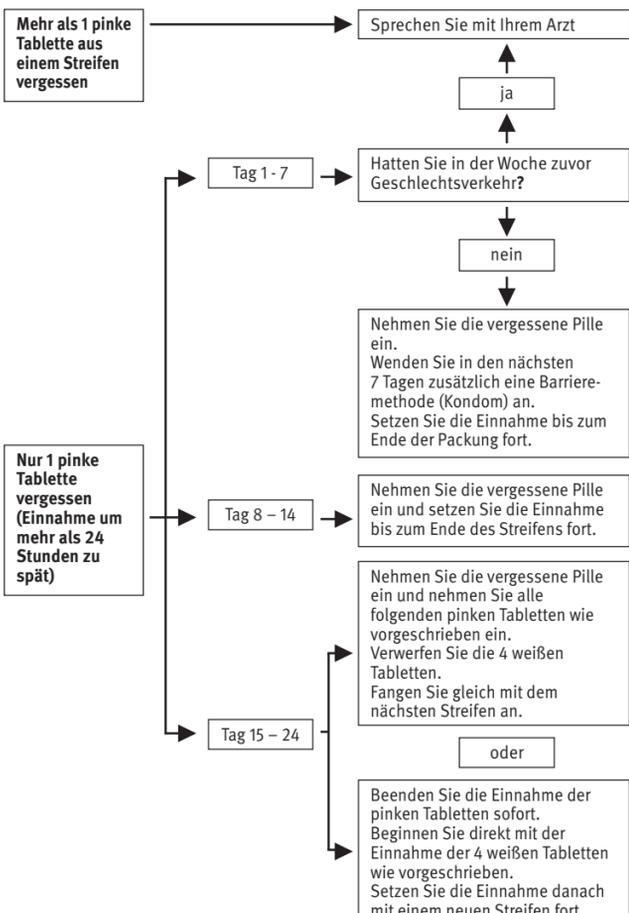 Mehr als 1 pinke
Tablette aus
einem Streifen
vergessen
Sprechen Sie mit Ihrem Arzt
ja
Tag 1 - 7
Hatten Sie in der Woche zuvor
Geschlechtsverkehr?
nein
Nehmen Sie die vergessene Pille
ein.
Wenden Sie in den nächsten
7 Tagen zusätzlich eine Barriere-
methode (Kondom) an.
Setzen Sie die Einnahme bis zum
Ende der Packung fort.
Nur 1 pinke
Tablette
vergessen
(Einnahme um
mehr als 24
Stunden zu
spät)
Tag 8 – 14
Nehmen Sie die vergessene Pille
ein und setzen Sie die Einnahme
bis zum Ende des Streifens fort.
Tag 15 – 24
Nehmen Sie die vergessene Pille
ein und nehmen Sie alle
folgenden pinken Tabletten wie
vorgeschrieben ein.
Verwerfen Sie die 4 weißen
Tabletten.
Fangen Sie gleich mit dem
nächsten Streifen an.
oder
Beenden Sie die Einnahme der
pinken Tabletten sofort.
Beginnen Sie direkt mit der
Einnahme der 4 weißen Tabletten
wie vorgeschrieben.
Setzen Sie die Einnahme danach
mit einem neuen Streifen fort